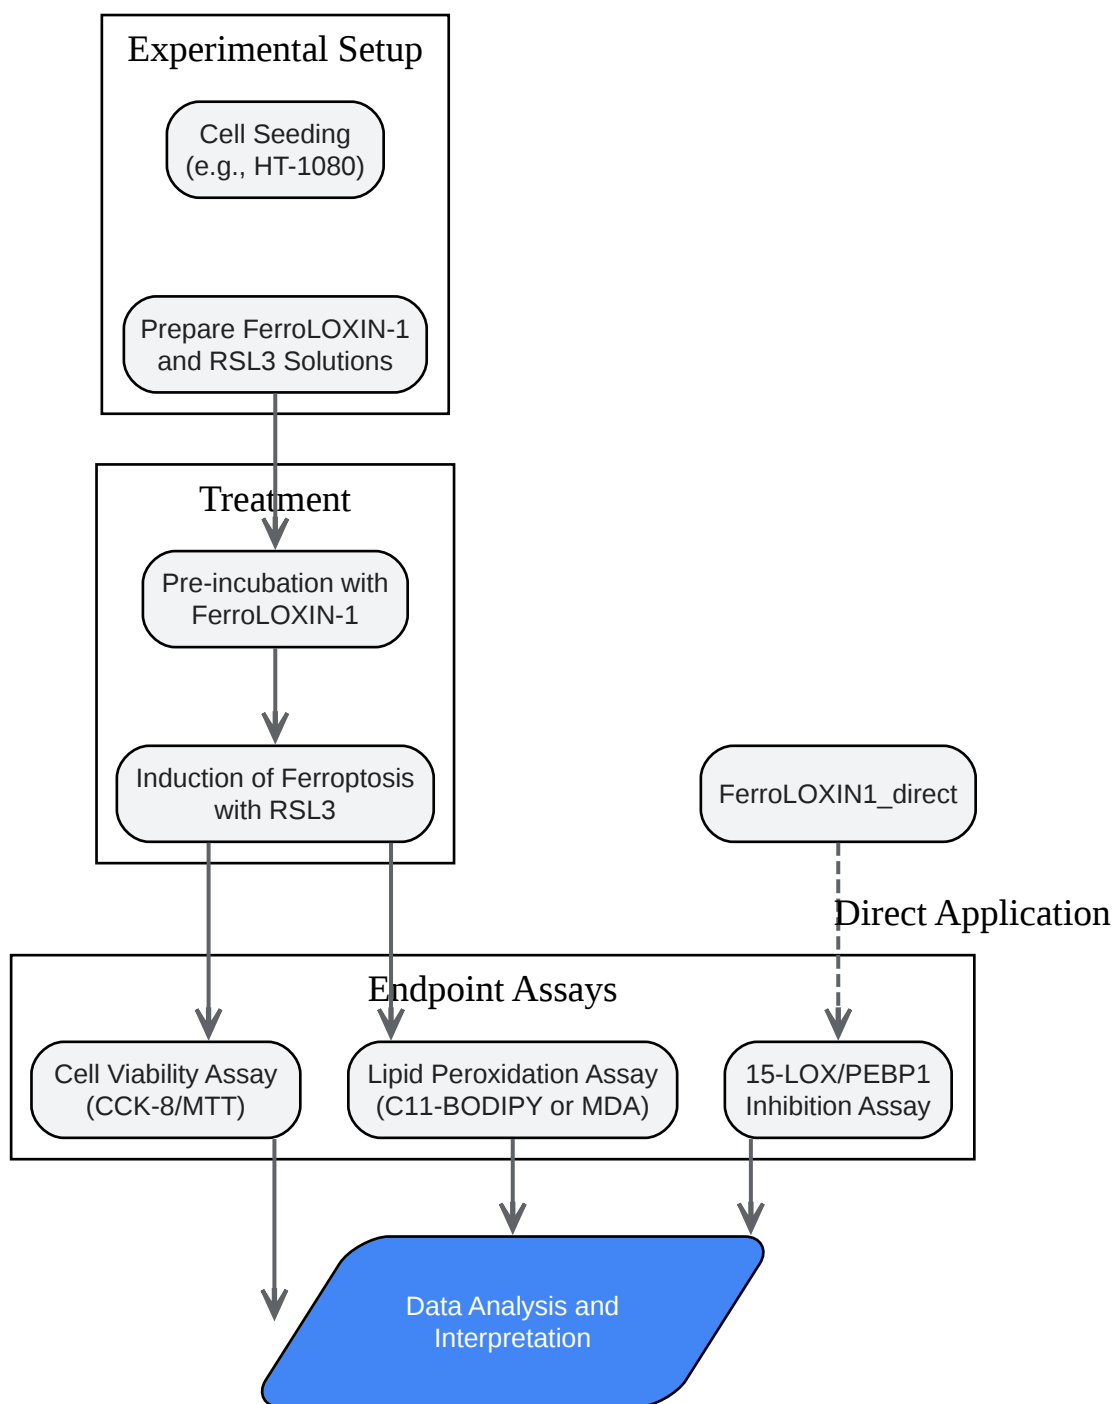 Experimental Setup
Cell Seeding
(e.g., HT-1080)
Prepare FerroLOXIN-1
and RSL3 Solutions
Treatment
Pre-incubation with
FerroLOXIN-1
Induction of Ferroptosis
with RSL3
FerroLOXIN1_direct
Direct Application
Endpoint Assays
Cell Viability Assay
(CCK-8/MTT)
Lipid Peroxidation Assay
(C11-BODIPY or MDA)
15-LOX/PEBP1
Inhibition Assay
Data Analysis and
Interpretation